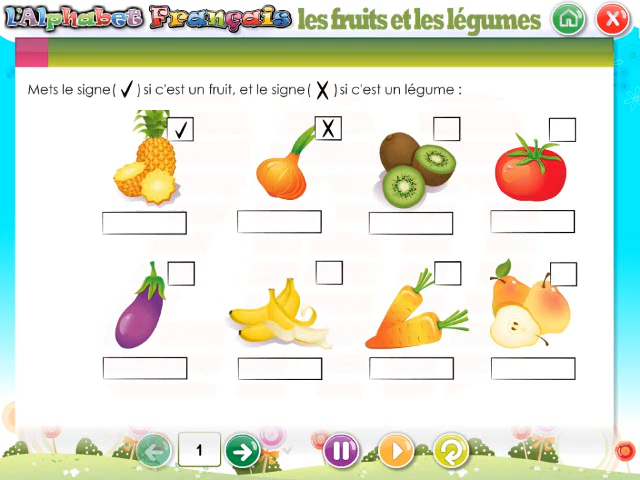 L'Alphabet Français les fruits et les légumes
Mets le signe( ✓ ) si c'est un fruit, et le signe( X )si c'est un légume :
✓ X
1